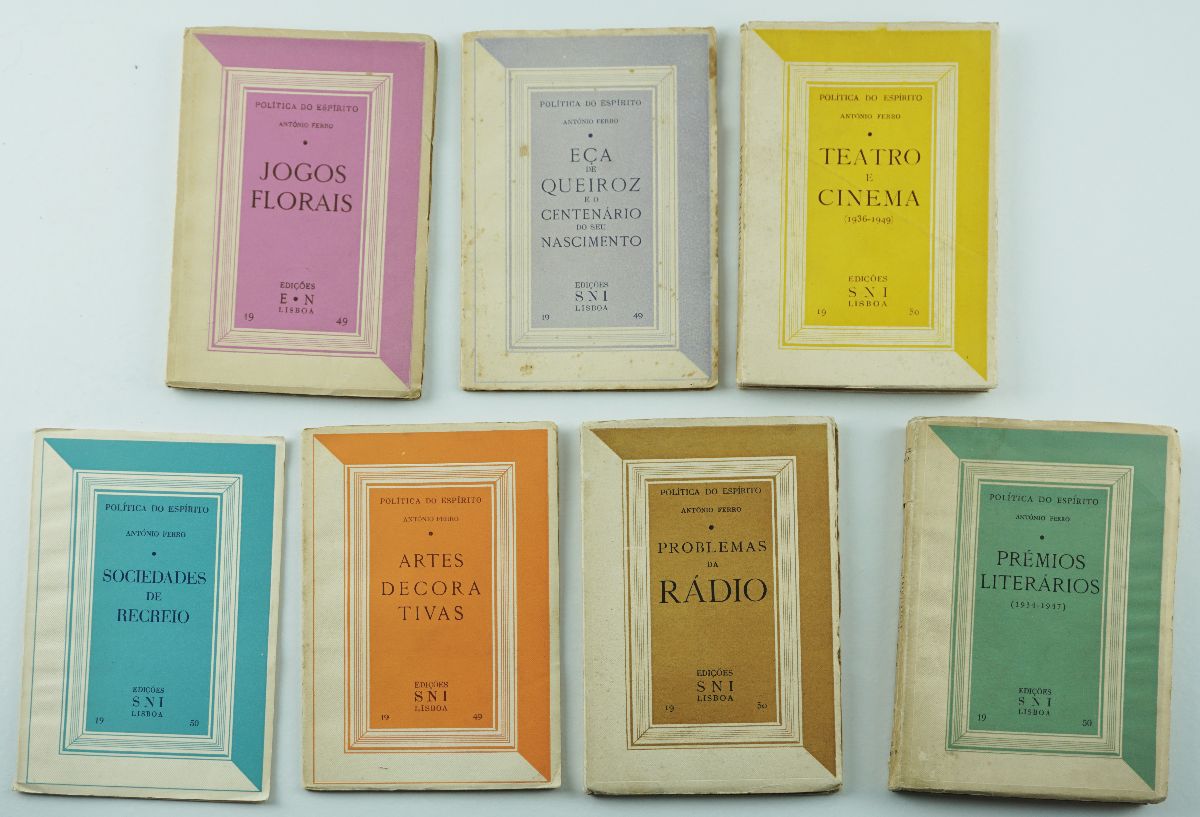 POLÍTICA DO ESPÍRITO
ANTÓNIO FERRO
JOGOS
FLORAIS
EDIÇÕES
E • N
LISBOA
19 49
POLÍTICA DO ESPÍRITO
ANTÓNIO FERRO
EÇA
DE
QUEIROZ
E O
CENTENÁRIO
DO SEU
NASCIMENTO
EDIÇÕES
SNI
LISBOA
19 49
POLÍTICA DO ESPÍRITO
ANTÓNIO FERRO
TEATRO
E
CINEMA
(1936-1949)
EDIÇÕES
SNI
LISBOA
19 50
POLÍTICA DO ESPÍRITO
ANTÓNIO FERRO
SOCIEDADES
DE
RECREIO
EDIÇÕES
SNI
LISBOA
19 50
POLÍTICA DO ESPÍRITO
ANTÓNIO FERRO
ARTES
DECORA
TIVAS
EDIÇÕES
SNI
LISBOA
19 49
POLÍTICA DO ESPÍRITO
ANTÓNIO FERRO
PROBLEMAS
DA
RÁDIO
EDIÇÕES
SNI
LISBOA
19 50
POLÍTICA DO ESPÍRITO
ANTÓNIO FERRO
PRÉMIOS
LITERÁRIOS
(1934-1947)
EDIÇÕES
SNI
LISBOA
19 50